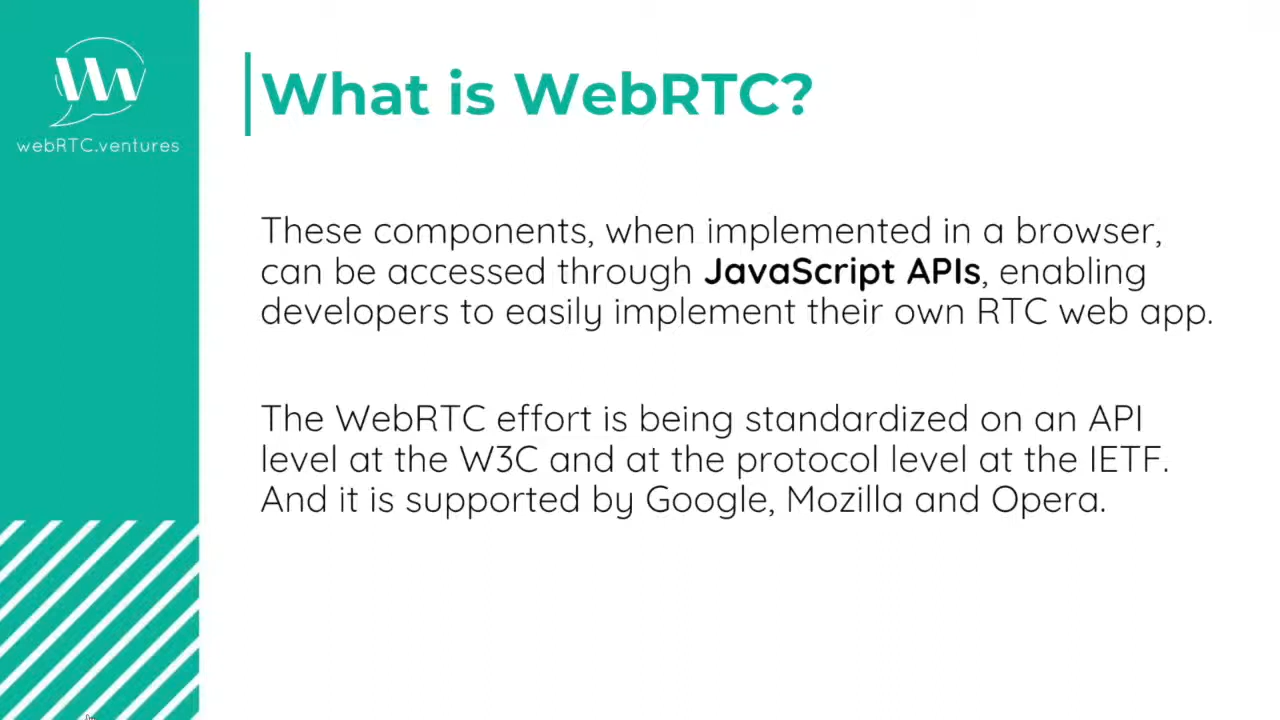 webRTC.ventures
What is WebRTC?
These components, when implemented in a browser,
can be accessed through JavaScript APIs, enabling
developers to easily implement their own RTC web app.
The WebRTC effort is being standardized on an API
level at the W3C and at the protocol level at the IETF.
And it is supported by Google, Mozilla and Opera.